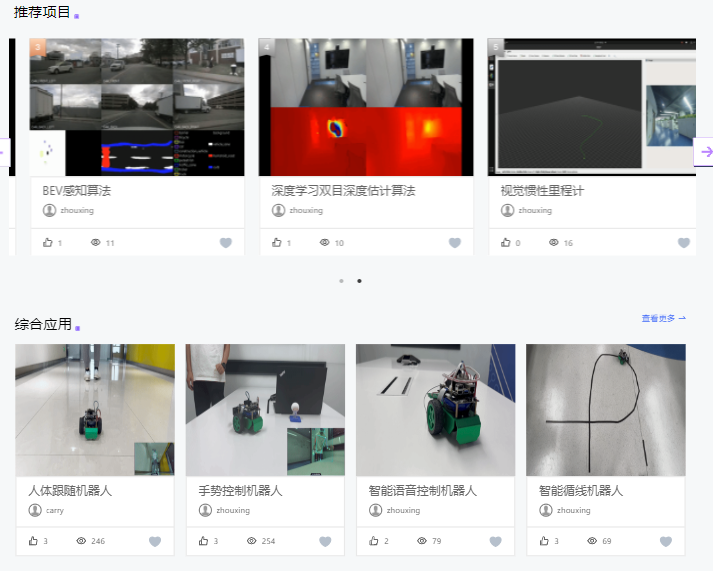 推荐项目
3
4
5
BEV感知算法
zhouxing
1
11
深度学习双目深度估计算法
zhouxing
1
10
视觉惯性里程计
zhouxing
0
16
综合应用
查看更多 →
人体跟随机器人
carry
3
246
手势控制机器人
zhouxing
3
254
智能语音控制机器人
zhouxing
2
79
智能循线机器人
zhouxing
3
69